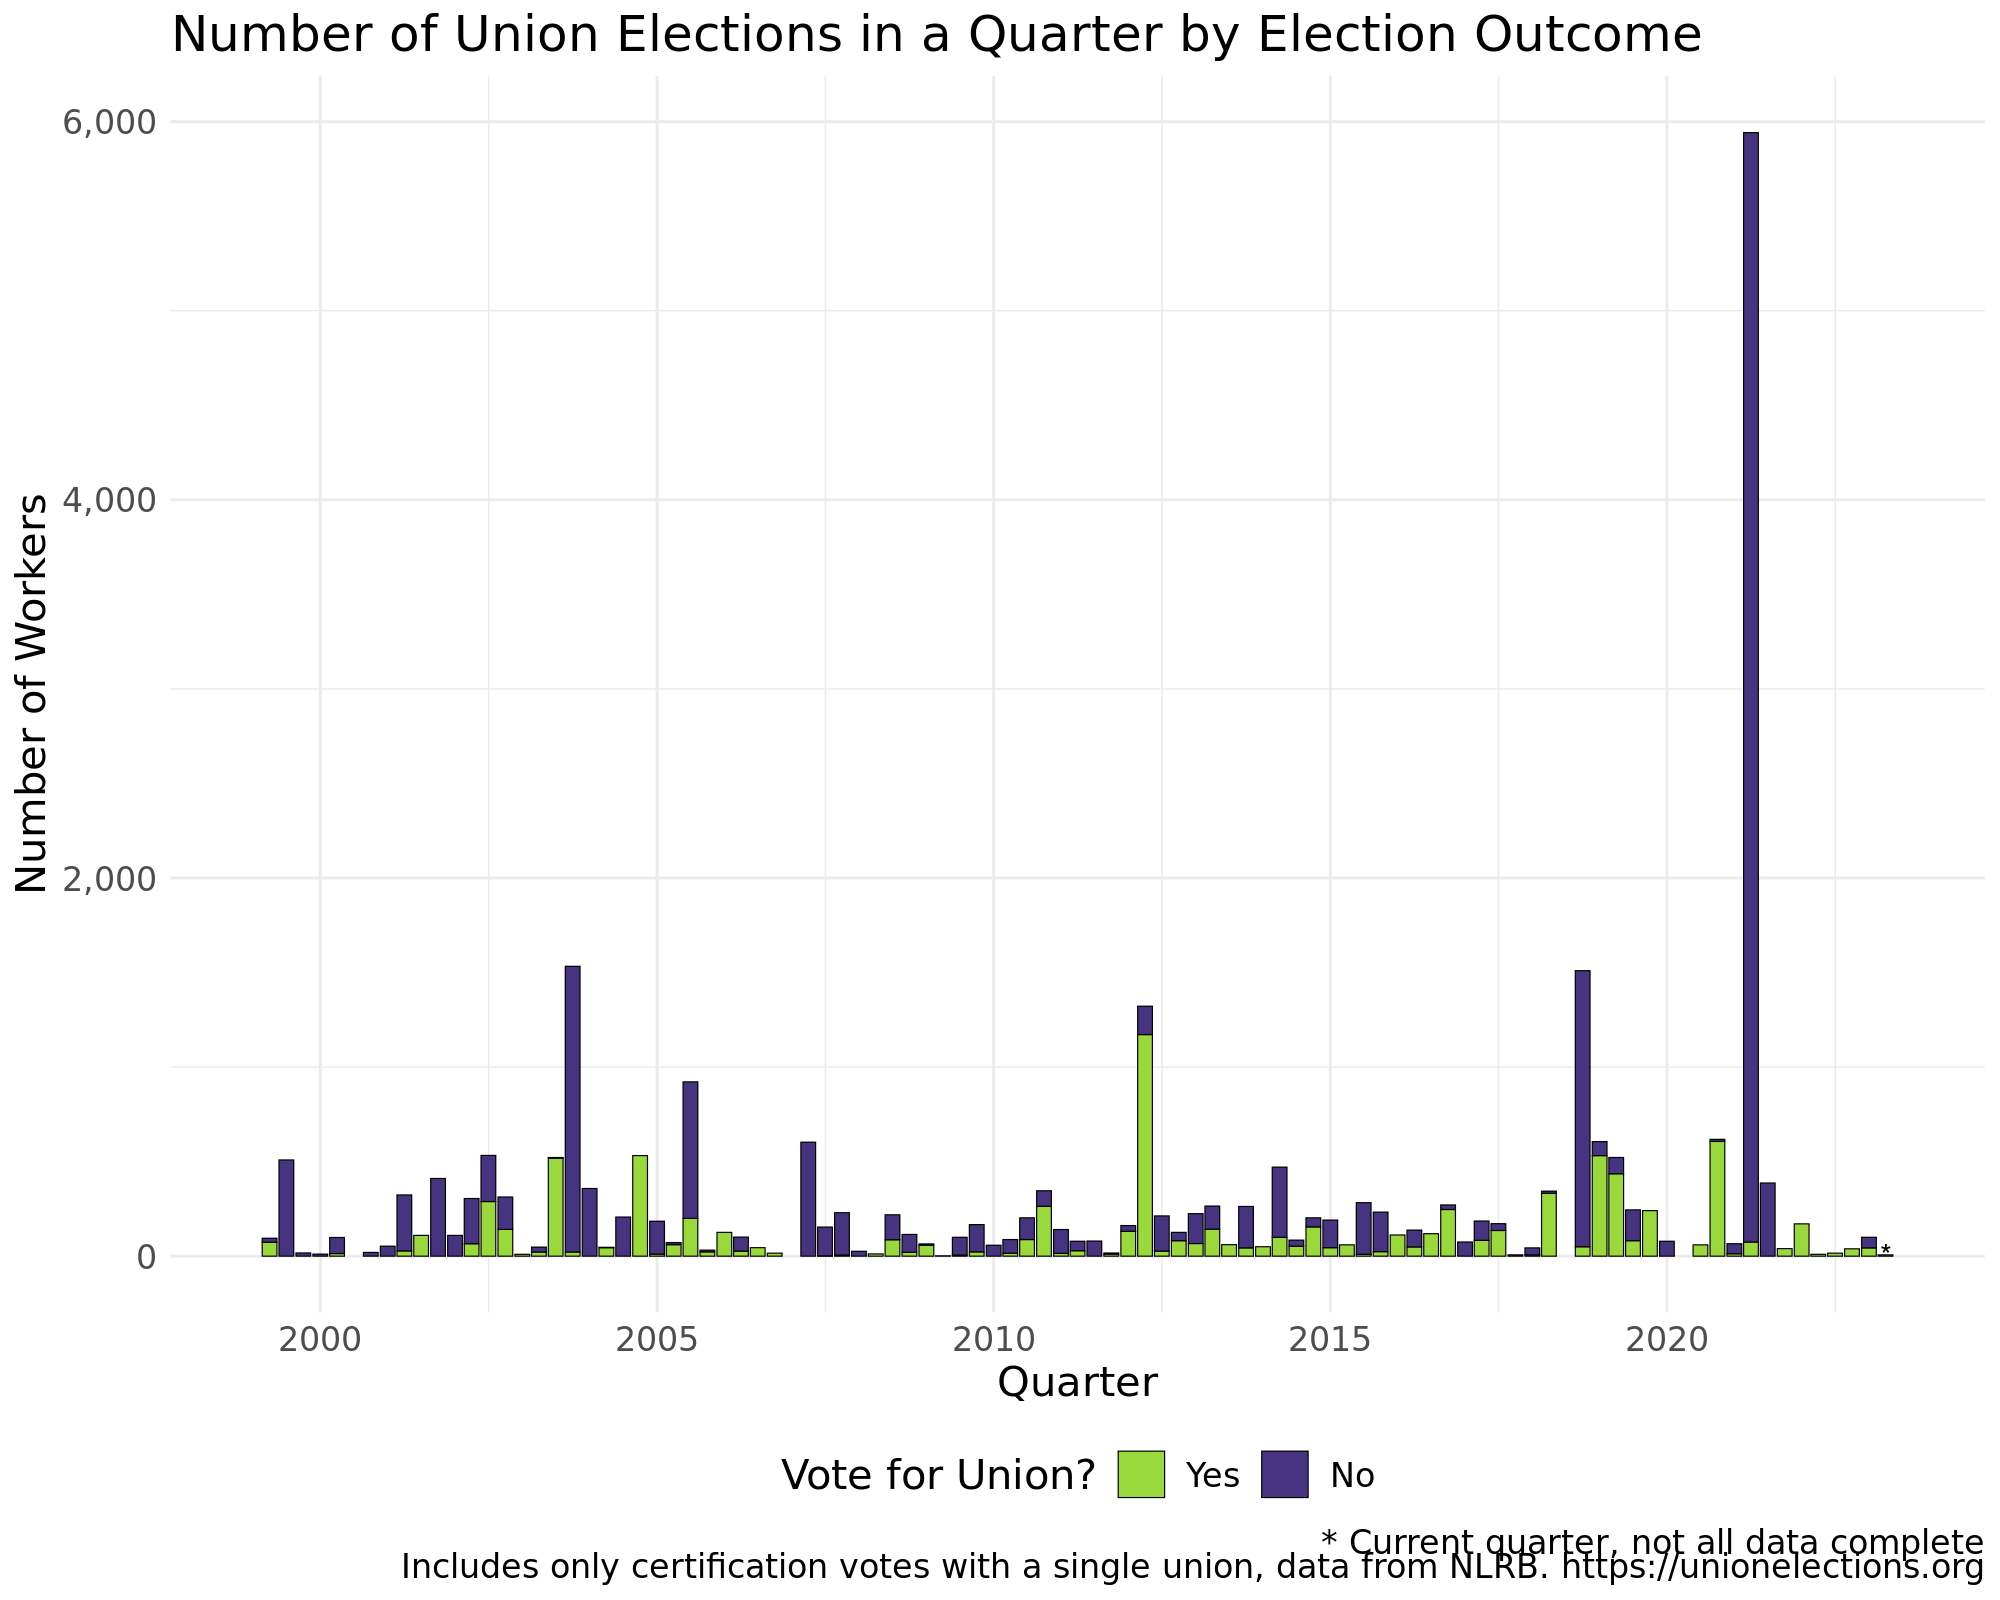 Number of Union Elections in a Quarter by Election Outcome
6,000
4,000
2,000
0
Number of Workers
*
2000 2005 2010 2015 2020
Quarter
Vote for Union? Yes No
* Current quarter, not all data complete
Includes only certification votes with a single union, data from NLRB. https://unionelections.org